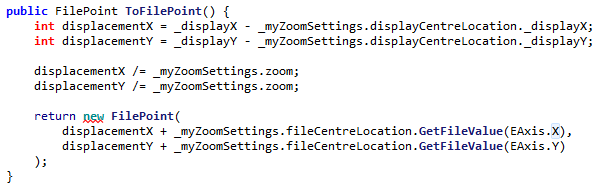 public FilePoint ToFilePoint() {
int displacementX = _displayX - _myZoomSettings.displayCentreLocation._displayX;
int displacementY = _displayY - _myZoomSettings.displayCentreLocation._displayY;
displacementX /= _myZoomSettings.zoom;
displacementY /= _myZoomSettings.zoom;
return new FilePoint(
displacementX + _myZoomSettings.fileCentreLocation.GetFileValue(EAxis.X),
displacementY + _myZoomSettings.fileCentreLocation.GetFileValue(EAxis.Y)
);
}